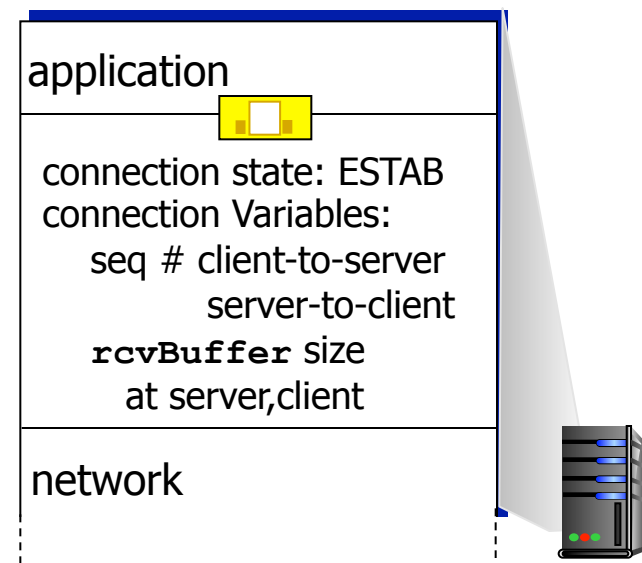 application
connection state: ESTAB
connection Variables:
seq # client-to-server
server-to-client
rcvBuffer size
at server,client
network